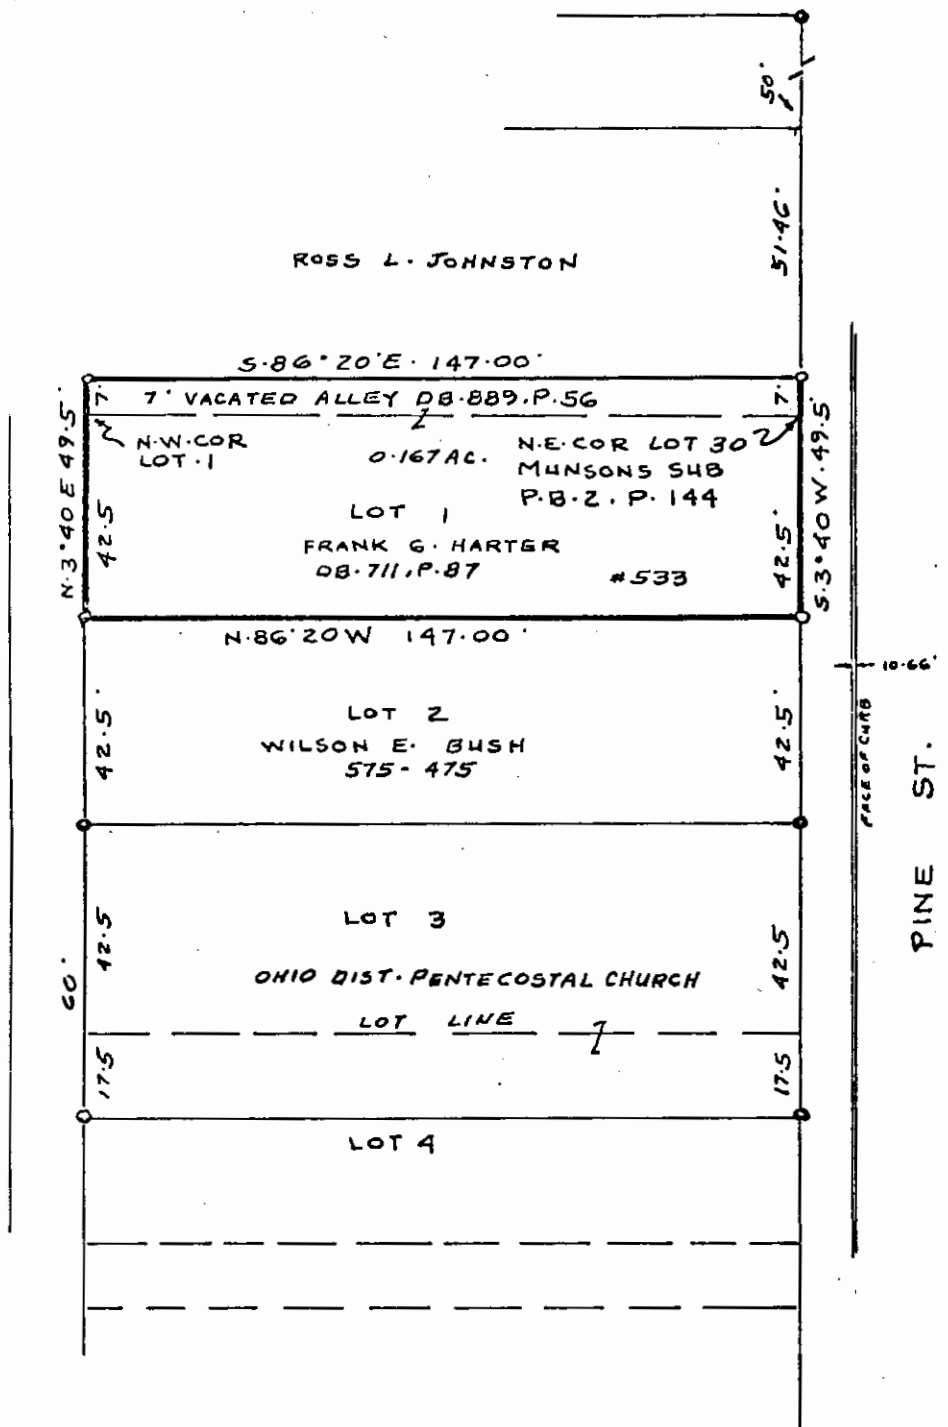 50'
51.46'
ROSS L. JOHNSTON
S.86°20'E. 147.00'
7'
7' VACATED ALLEY DB.889.P.56
7'
N.W.COR
LOT.1
0.167 AC.
N.E.COR LOT 30
MUNSONS SUB
P.B.2. P. 144
N.3°40 E 49.5'
42.5
LOT 1
FRANK G. HARTER
DB.711.P.87
#533
42.5'
S.3°40W.49.5'
N.86°20W 147.00'
10.66'
42.5'
LOT 2
WILSON E. BUSH
575-475
42.5'
FACE OF CURB
PINE ST.
60'
42.5
LOT 3
OHIO DIST. PENTECOSTAL CHURCH
42.5
LOT LINE
17.5
17.5
LOT 4